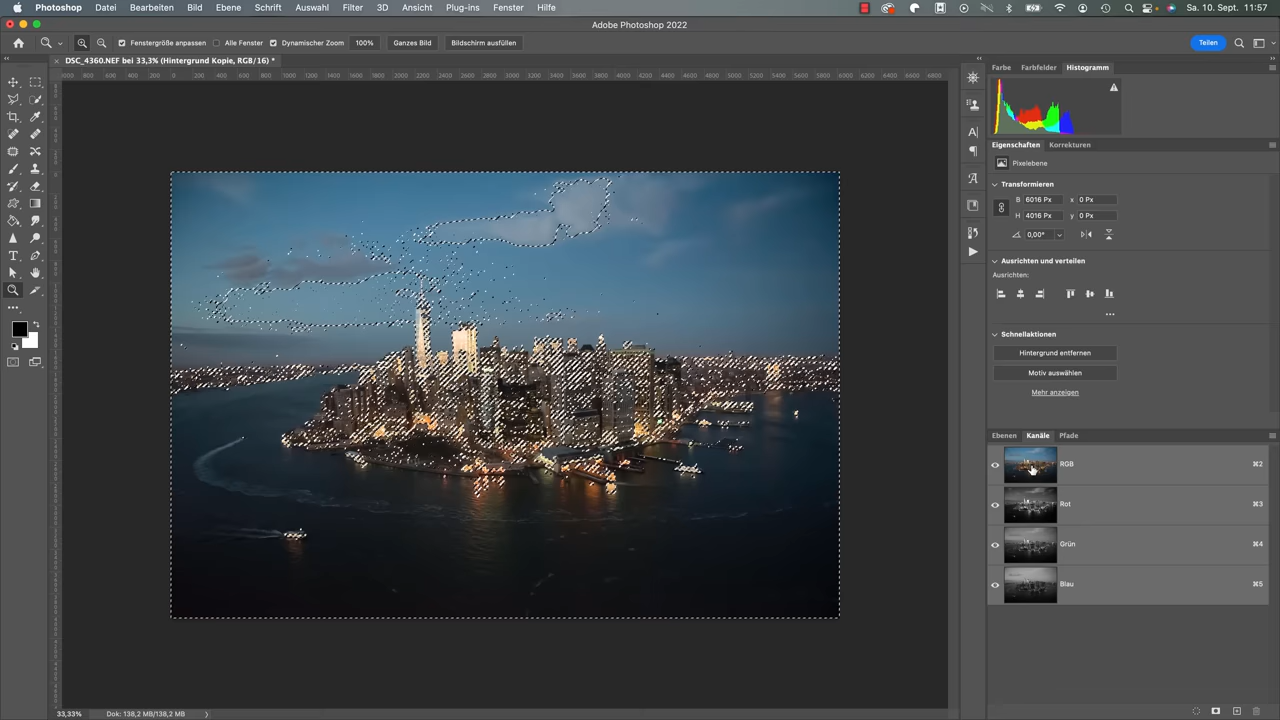 Photoshop Datei Bearbeiten Bild Ebene Schrift Auswahl Filter 3D Ansicht Plug-ins Fenster Hilfe Sa. 10. Sept. 11:57
Adobe Photoshop 2022
Fenstergröße anpassen Alle Fenster Dynamischer Zoom 100% Ganzes Bild Bildschirm ausfüllen Teilen
DSC_4360.NEF bei 33,3% (Hintergrund Kopie, RGB/16) *
Farbe Farbfelder Histogramm
Eigenschaften Korrekturen
Pixelebene
Transformieren
B 6016 Px x 0 Px
H 4016 Px y 0 Px
0,00°
Ausrichten und verteilen
Ausrichten:
Schnellaktionen
Hintergrund entfernen
Motiv auswählen
Mehr anzeigen
Ebenen Kanäle Pfade
RGB ⌘2
Rot ⌘3
Grün ⌘4
Blau ⌘5
33,33% Dok: 138,2 MB/138,2 MB